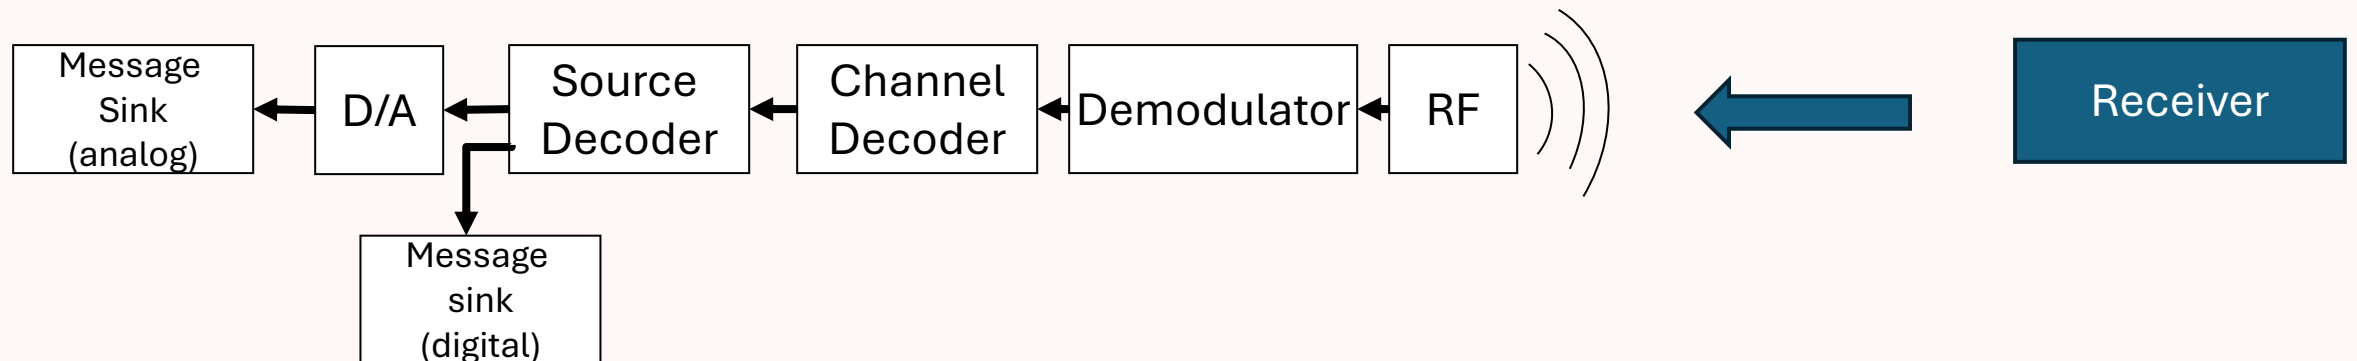 Message
Sink
(analog)
D/A
Source
Decoder
Channel
Decoder
Demodulator
RF
Receiver
Message
sink
(digital)